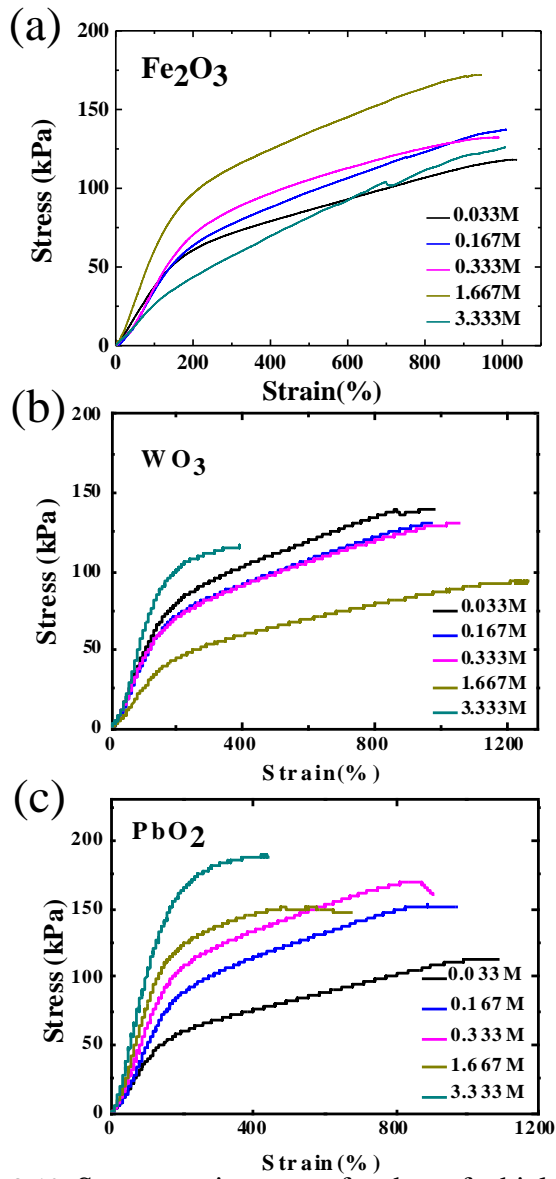 (a)
200
150
100
50
0
Stress (kPa)
Fe2O3
0.033M
0.167M
0.333M
1.667M
3.333M
0 200 400 600 800 1000
Strain(%)
(b)
200
150
100
50
0
Stress (kPa)
WO3
0.033M
0.167M
0.333M
1.667M
3.333M
0 400 800 1200
Strain(%)
(c)
200
150
100
50
0
Stress (kPa)
PbO2
0.033M
0.167M
0.333M
1.667M
3.333M
0 400 800 1200
Strain(%)